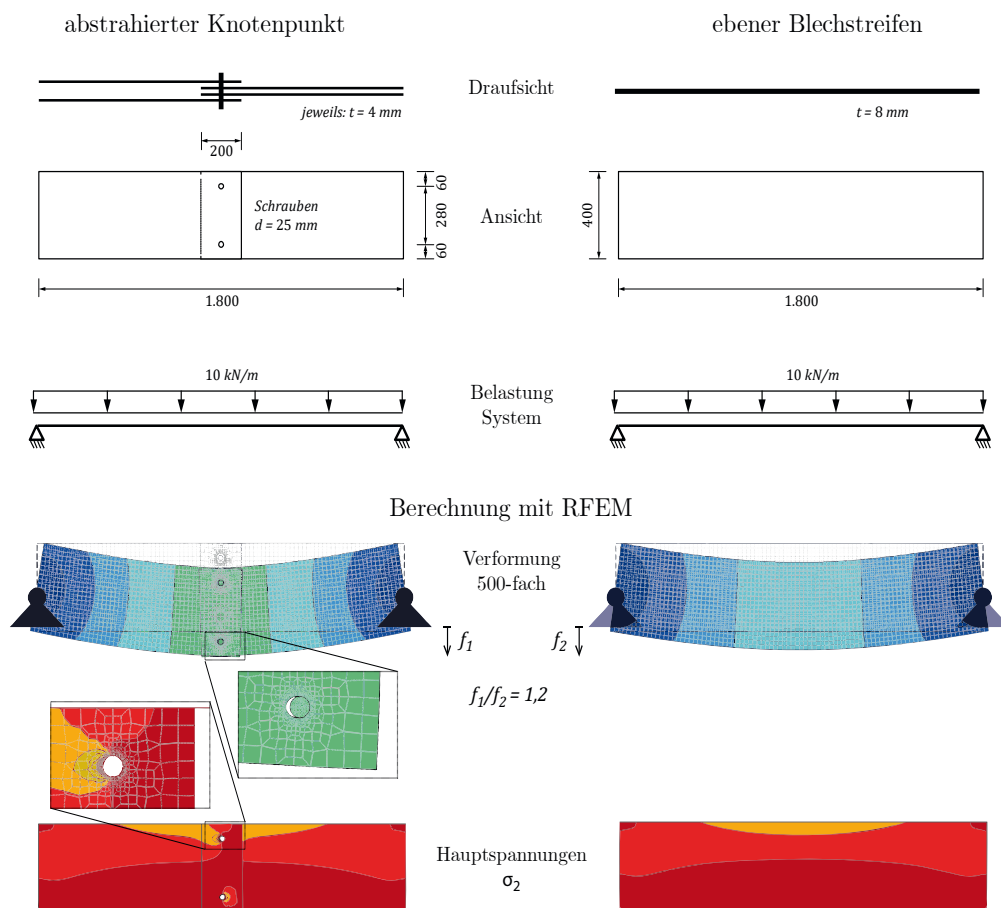 abstrahierter Knotenpunkt
ebener Blechstreifen
Draufsicht
jeweils: t = 4 mm
t = 8 mm
200
Schrauben
d = 25 mm
60
280
60
Ansicht
400
1.800
1.800
10 kN/m
10 kN/m
Belastung
System
Berechnung mit RFEM
Verformung
500-fach
f1
f2
f1/f2 = 1,2
Hauptspannungen
σ2